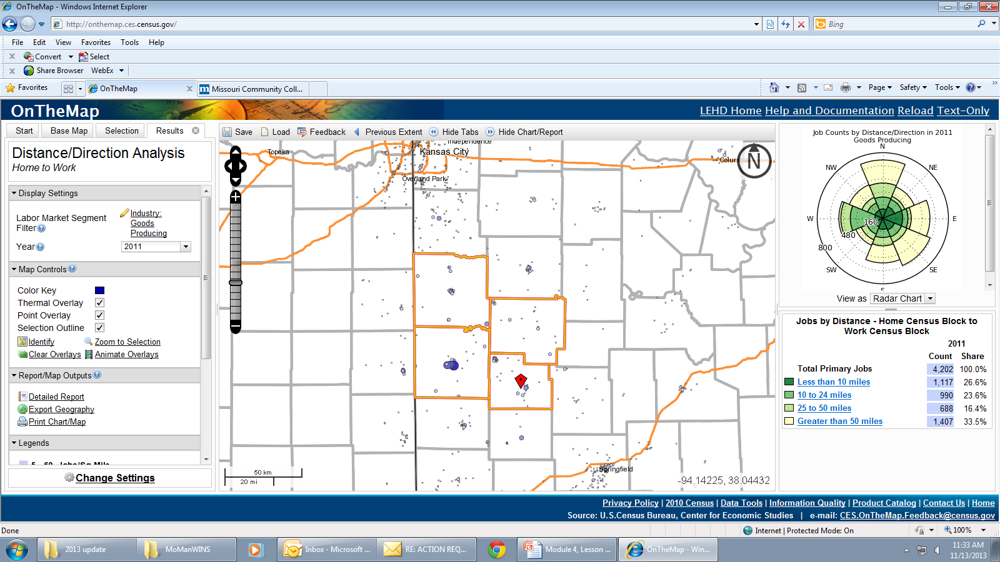 OnTheMap - Windows Internet Explorer
http://onthemap.ces.census.gov/
Bing
File Edit View Favorites Tools Help
Convert Select
Share Browser WebEx
Favorites OnTheMap Missouri Community Coll... Page Safety Tools
OnTheMap
LEHD Home Help and Documentation Reload Text-Only
Start Base Map Selection Results
Save Load Feedback Previous Extent Hide Tabs Hide Chart/Report
Distance/Direction Analysis
Home to Work
Display Settings
Labor Market Segment Filter
Industry: Goods Producing
Year 2011
Map Controls
Color Key
Thermal Overlay
Point Overlay
Selection Outline
Identify Zoom to Selection
Clear Overlays Animate Overlays
Report/Map Outputs
Detailed Report
Export Geography
Print Chart/Map
Legends
Change Settings
Independence
Topeka
Kansas City
Overland Park
N
Springfield
50 km
20 mi
-94.14225, 38.04432
Job Counts by Distance/Direction in 2011
Goods Producing
N
NW NE
W E
160
480
800
SW SE
View as Radar Chart
Jobs by Distance - Home Census Block to
Work Census Block
2011
Count Share
Total Primary Jobs 4,202 100.0%
Less than 10 miles 1,117 26.6%
10 to 24 miles 990 23.6%
25 to 50 miles 688 16.4%
Greater than 50 miles 1,407 33.5%
Privacy Policy | 2010 Census | Data Tools | Information Quality | Product Catalog | Contact Us | Home
Source: U.S.Census Bureau, Center for Economic Studies | e-mail: CES.OnTheMap.Feedback@census.gov
Done
Internet | Protected Mode: On
100%
2013 update MoManWINS Inbox - Microsoft ... RE: ACTION REQ... Module 4, Lesson ... OnTheMap - Win...
11:33 AM
11/13/2013